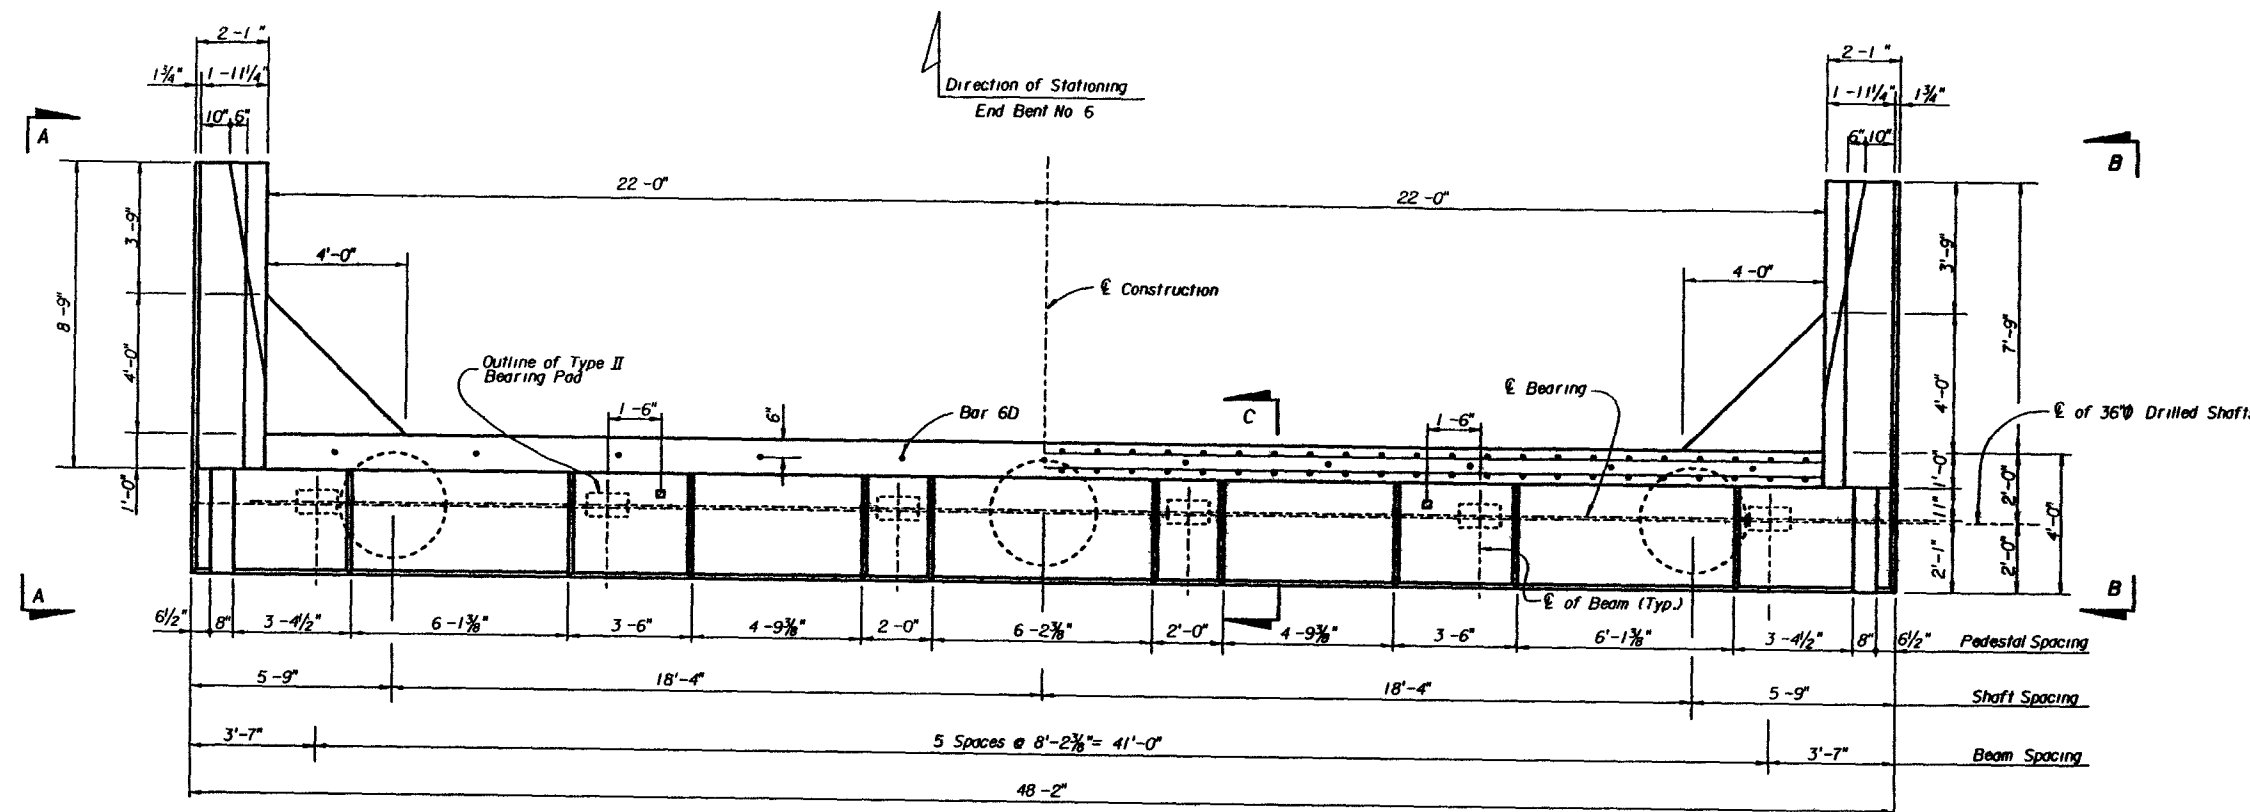 2-1"
1¾" 1-11¼"
10" 6"
A
Direction of Stationing
End Bent No 6
2-1"
1-11¼" 1¾"
6" 10"
B
22-0" 22-0"
3-9"
8-9"
4'-0"
1'-0"
4'-0"
℄ Construction
4-0"
3'-9"
7'-9"
4'-0"
Outline of Type II
Bearing Pad
1-6"
6"
Bar 6D
C
℄ Bearing
1-6"
℄ of 36"Φ Drilled Shafts
1'-0"
11"
2'-1"
2'-0"
2'-0"
4'-0"
A
℄ of Beam (Typ.)
B
6½" 8" 3-4½" 6-1⅜" 3-6" 4-9⅜" 2-0" 6-2⅜" 2'-0" 4-9⅜" 3-6" 6'-1⅜" 3-4½" 8" 6½" Pedestal Spacing
5-9" 18'-4" 18'-4" 5-9" Shaft Spacing
3'-7" 5 Spaces @ 8'-2⅜"= 41'-0" 3'-7" Beam Spacing
48-2"